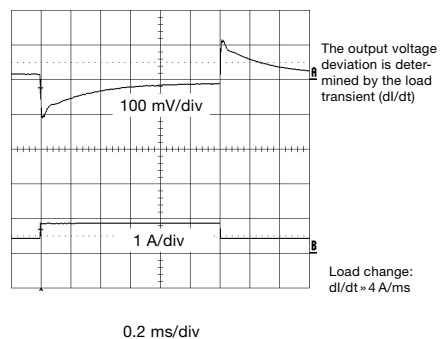 The output voltage
deviation is deter-
mined by the load
transient (dI/dt)
A
100 mV/div
1 A/div
B
Load change:
dI/dt » 4 A/ms
0.2 ms/div